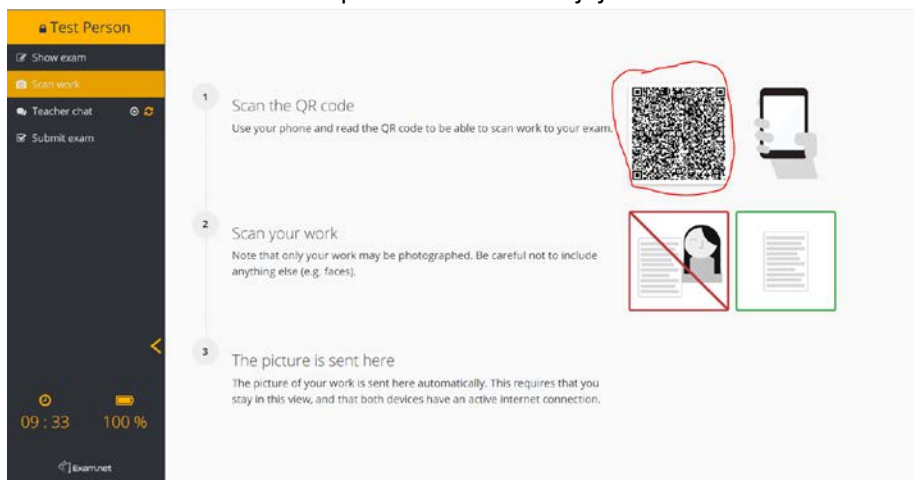 Test Person
Show exam
Scan work
Teacher chat
Submit exam
09 : 33
100 %
Exam.net
1
Scan the QR code
Use your phone and read the QR code to be able to scan work to your exam.
2
Scan your work
Note that only your work may be photographed. Be careful not to include
anything else (e.g. faces).
3
The picture is sent here
The picture of your work is sent here automatically. This requires that you
stay in this view, and that both devices have an active internet connection.